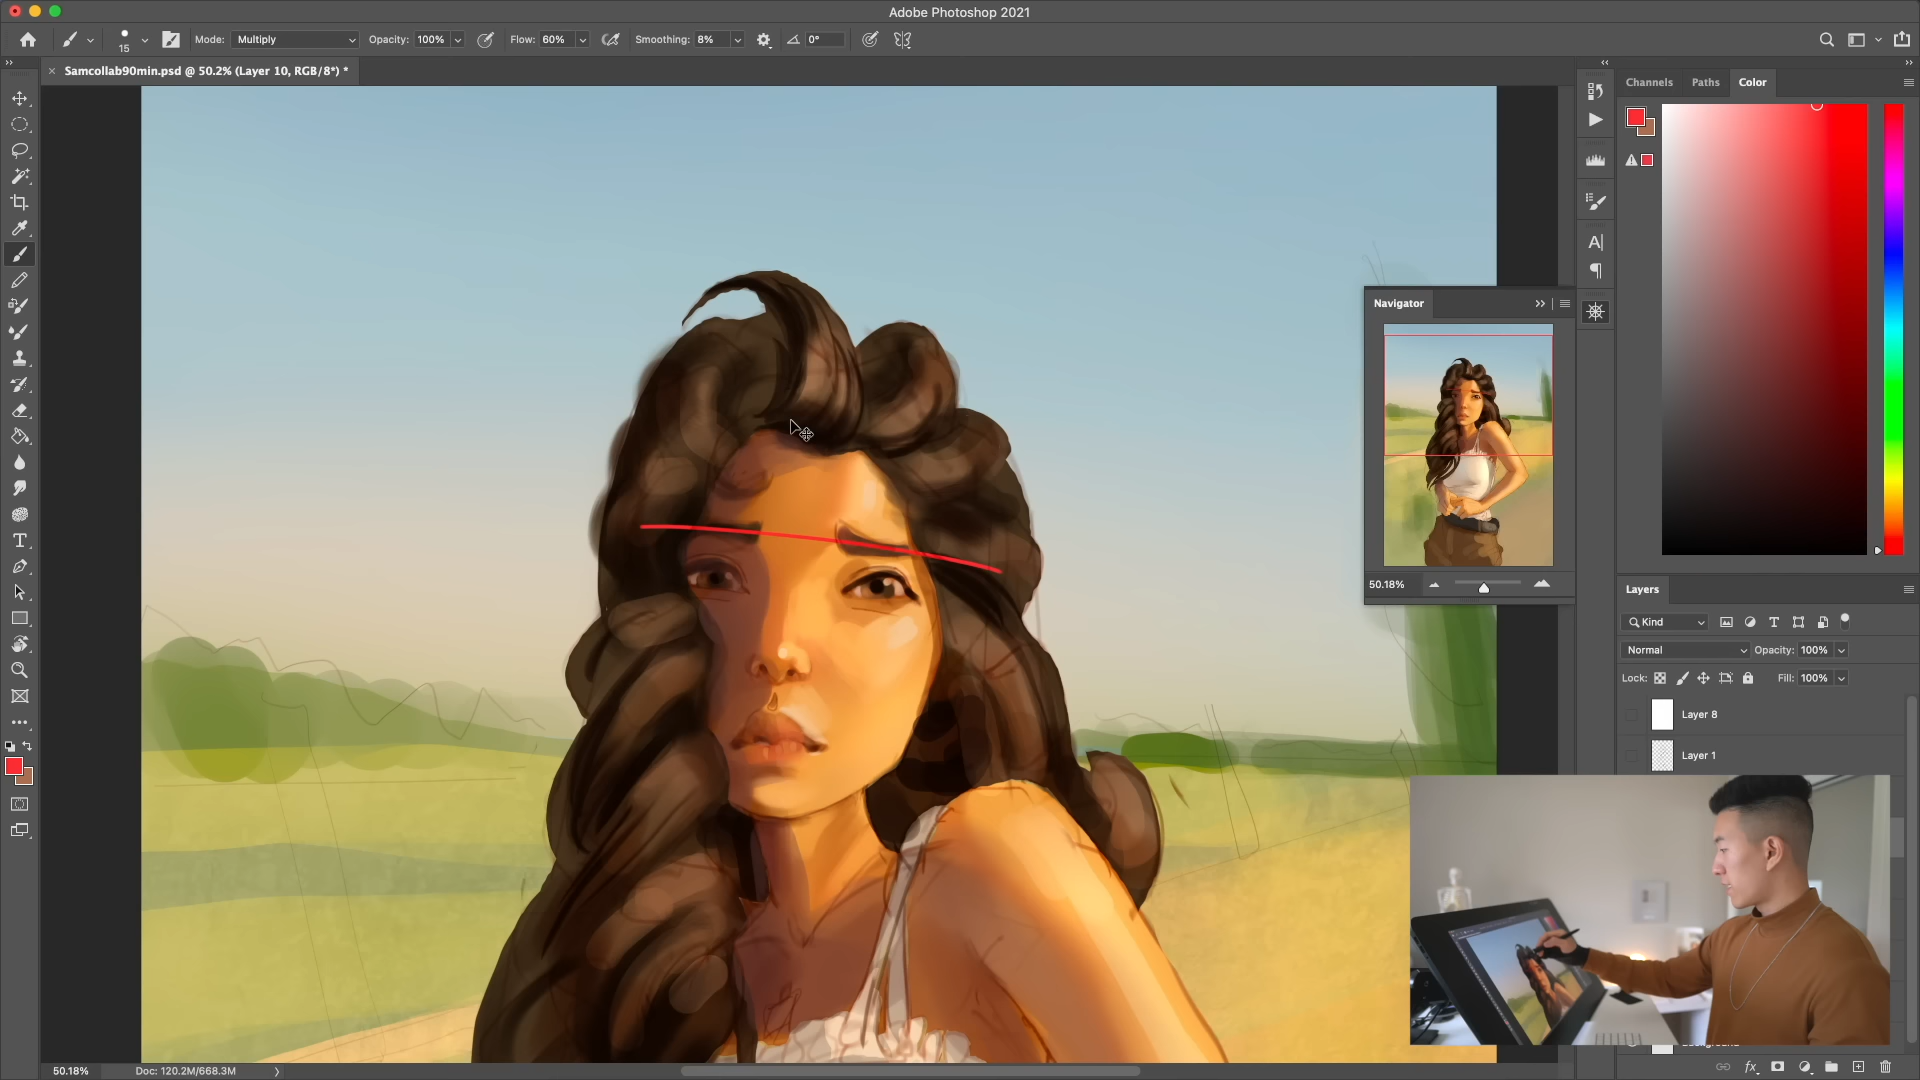 Adobe Photoshop 2021
15
Mode: Multiply
Opacity: 100%
Flow: 60%
Smoothing: 8%
0°
× Samcollab90min.psd @ 50.2% (Layer 10, RGB/8*) *
Channels
Paths
Color
Navigator
50.18%
Layers
Kind
Normal
Opacity: 100%
Lock:
Fill: 100%
Layer 8
Layer 1
50.18%
Doc: 120.2M/668.3M